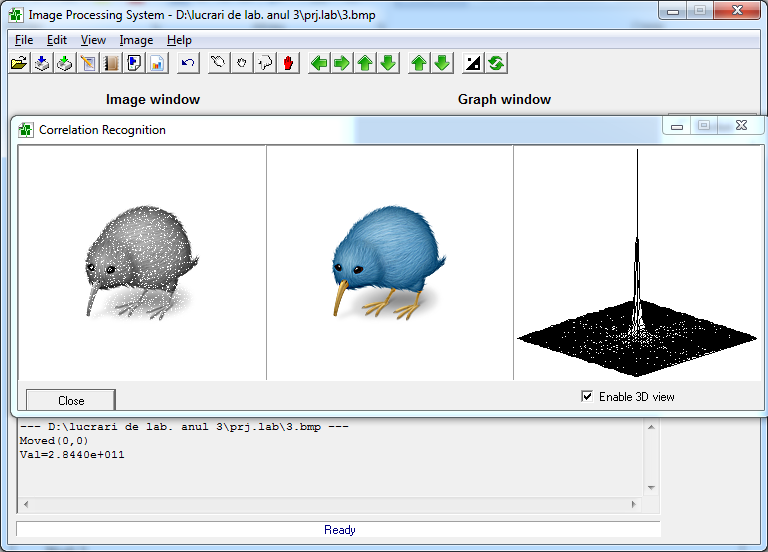 Image Processing System - D:\lucrari de lab. anul 3\prj.lab\3.bmp
File Edit View Image Help
Image window Graph window
Correlation Recognition
Close
Enable 3D view
--- D:\lucrari de lab. anul 3\prj.lab\3.bmp ---
Moved(0,0)
Val=2.8440e+011
Ready